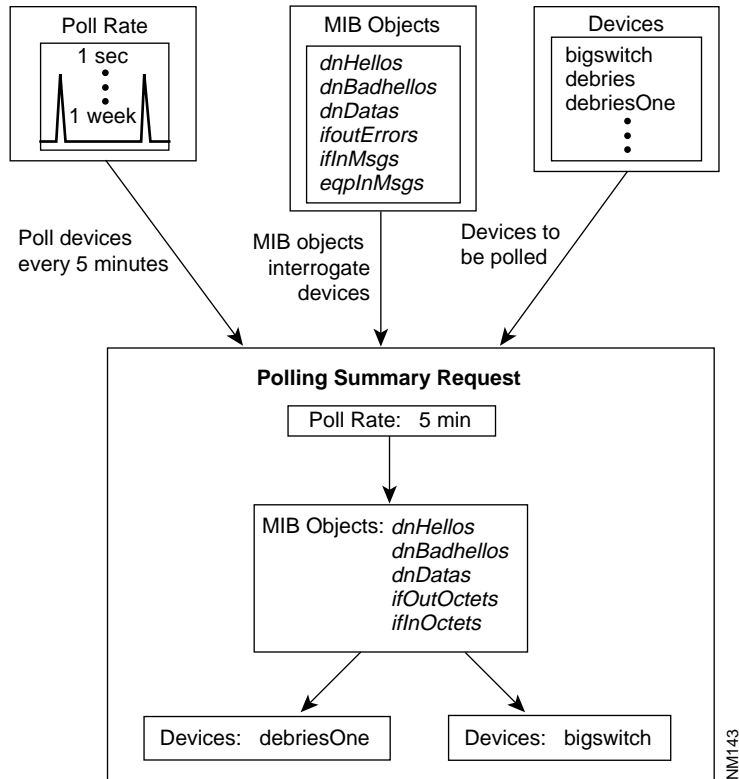 Poll Rate
1 sec
1 week
MIB Objects
dnHellos
dnBadhellos
dnDatas
ifoutErrors
ifInMsgs
eqpInMsgs
Devices
bigswitch
debries
debriesOne
Poll devices
every 5 minutes
MIB objects
interrogate
devices
Devices to
be polled
Polling Summary Request
Poll Rate: 5 min
MIB Objects: dnHellos
dnBadhellos
dnDatas
ifOutOctets
ifInOctets
Devices: debriesOne
Devices: bigswitch
NM143